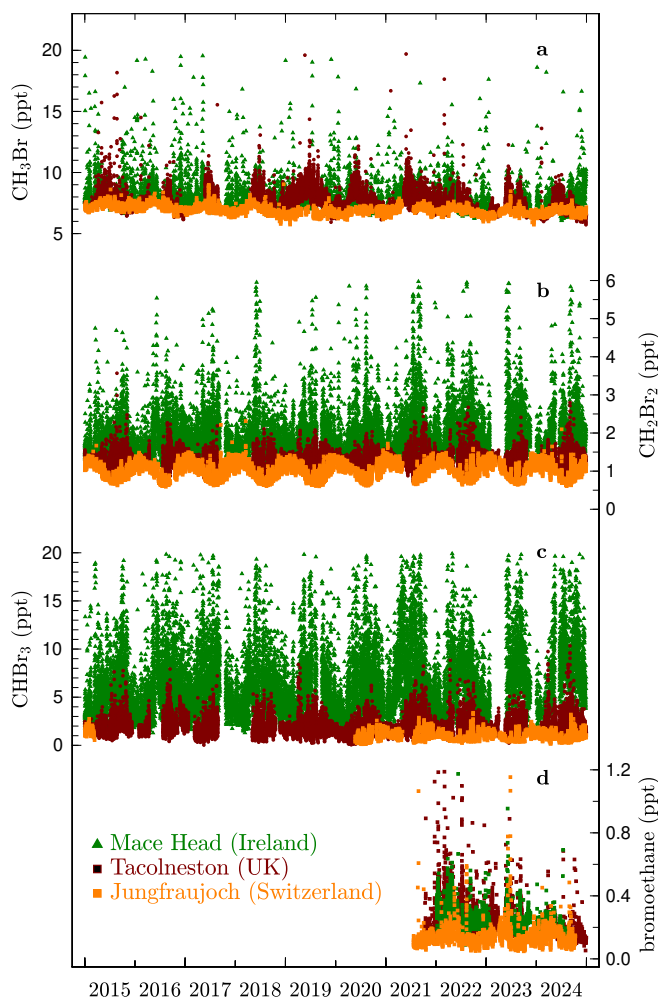 a
20
15
10
5
CH₃Br (ppt)
b
6
5
4
3
2
1
0
CH₂Br₂ (ppt)
c
20
15
10
5
0
CHBr₃ (ppt)
d
1.2
0.8
0.4
0.0
bromoethane (ppt)
Mace Head (Ireland)
Tacolneston (UK)
Jungfraujoch (Switzerland)
2015 2016 2017 2018 2019 2020 2021 2022 2023 2024